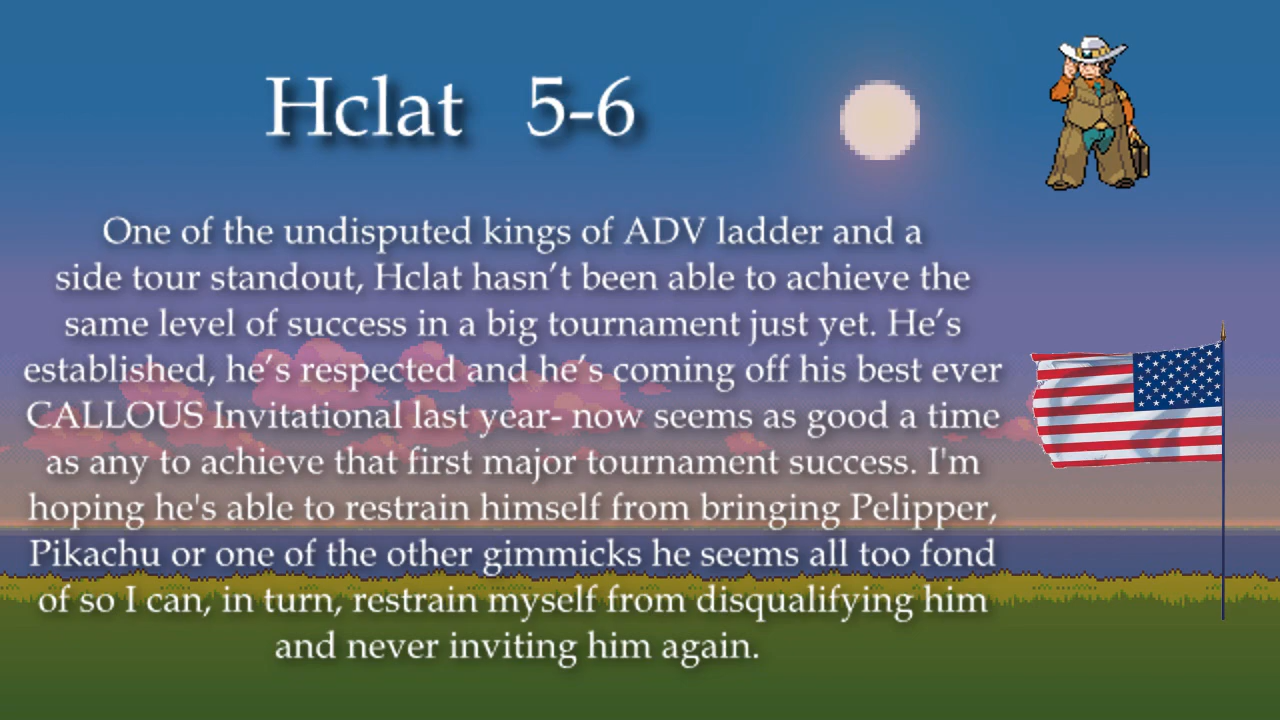 Hclat 5-6
One of the undisputed kings of ADV ladder and a
side tour standout, Hclat hasn’t been able to achieve the
same level of success in a big tournament just yet. He’s
established, he’s respected and he’s coming off his best ever
CALLOUS Invitational last year- now seems as good a time
as any to achieve that first major tournament success. I'm
hoping he's able to restrain himself from bringing Pelipper,
Pikachu or one of the other gimmicks he seems all too fond
of so I can, in turn, restrain myself from disqualifying him
and never inviting him again.